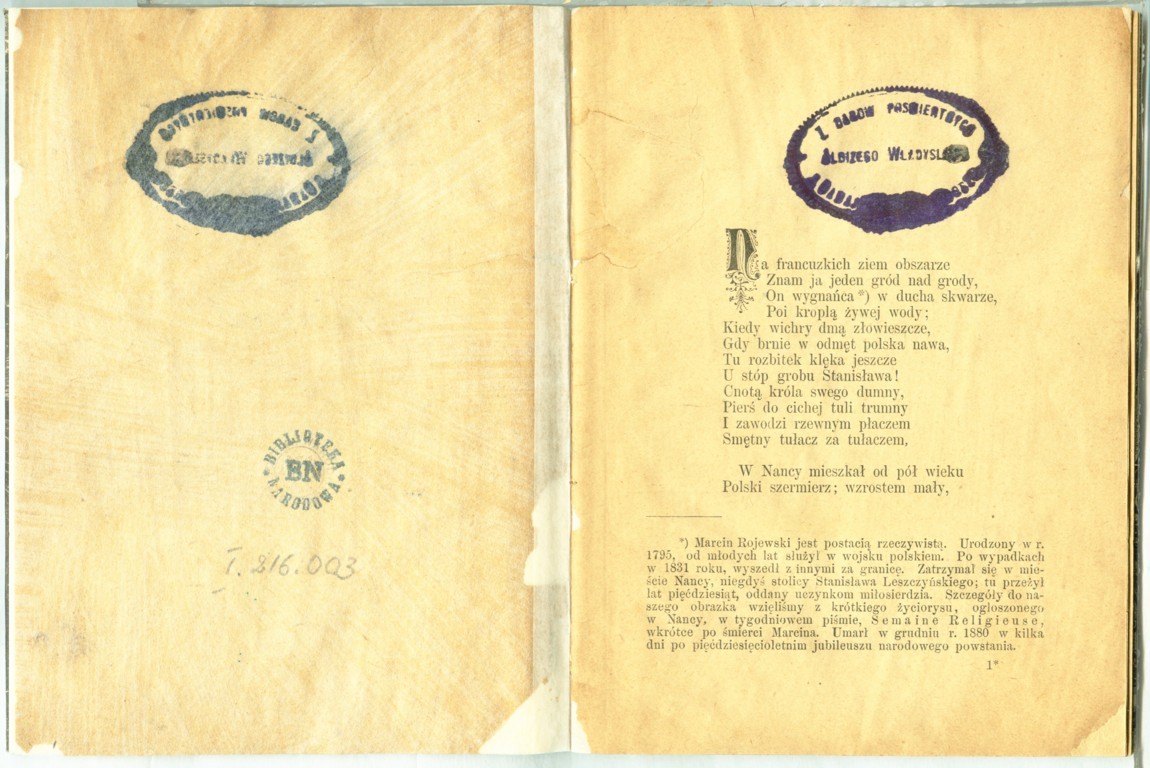 BIBLIOTEKA
BN
NARODOWA
I. 216.003
Z DARÓW POŚMIERTNYCH
Na francuzkich ziem obszarze
Znam ja jeden gród nad grody,
On wygnańca *) w ducha skwarze,
Poi kroplą żywej wody;
Kiedy wichry dmą złowieszcze,
Gdy brnie w odmęt polska nawa,
Tu rozbitek klęka jeszcze
U stóp grobu Stanisława!
Cnotą króla swego dumny,
Pierś do cichej tuli trumny
I zawodzi rzewnym płaczem
Smętny tułacz za tułaczem,
W Nancy mieszkał od pół wieku
Polski szermierz; wzrostem mały,
*) Marcin Rojewski jest postacią rzeczywistą. Urodzony w r.
1795, od młodych lat służył w wojsku polskiem. Po wypadkach
w 1831 roku, wyszedł z innymi za granicę. Zatrzymał się w mie-
ście Nancy, niegdyś stolicy Stanisława Leszczyńskiego; tu przeżył
lat pięćdziesiąt, oddany uczynkom miłosierdzia. Szczegóły do na-
szego obrazka wzięliśmy z krótkiego życiorysu, ogłoszonego
w Nancy, w tygodniowem piśmie, Semaine Religieuse,
wkrótce po śmierci Marcina. Umarł w grudniu r. 1880 w kilka
dni po pięćdziesięcioletnim jubileuszu narodowego powstania.
1*